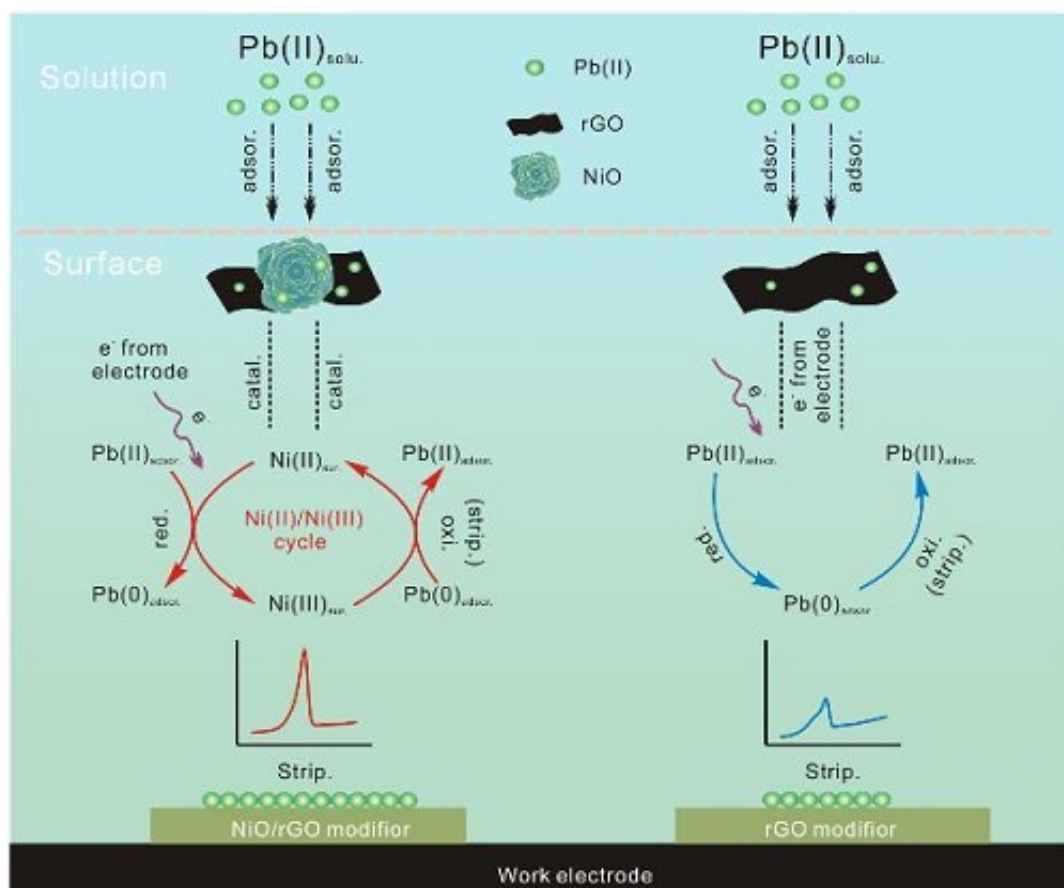 Pb(II)solu.
Solution
adsor.
adsor.
Pb(II)
rGO
NiO
Pb(II)solu.
adsor.
adsor.
Surface
e- from
electrode
e-
catal.
catal.
Pb(II)adsor.
Ni(II)sur.
Pb(II)adsor.
red.
Ni(II)/Ni(III)
cycle
oxi.
(strip.)
Pb(0)adsor.
Ni(III)sur.
Pb(0)adsor.
Strip.
NiO/rGO modifior
e- from
electrode
e-
Pb(II)adsor.
Pb(II)adsor.
red.
oxi.
(strip.)
Pb(0)adsor.
Strip.
rGO modifior
Work electrode